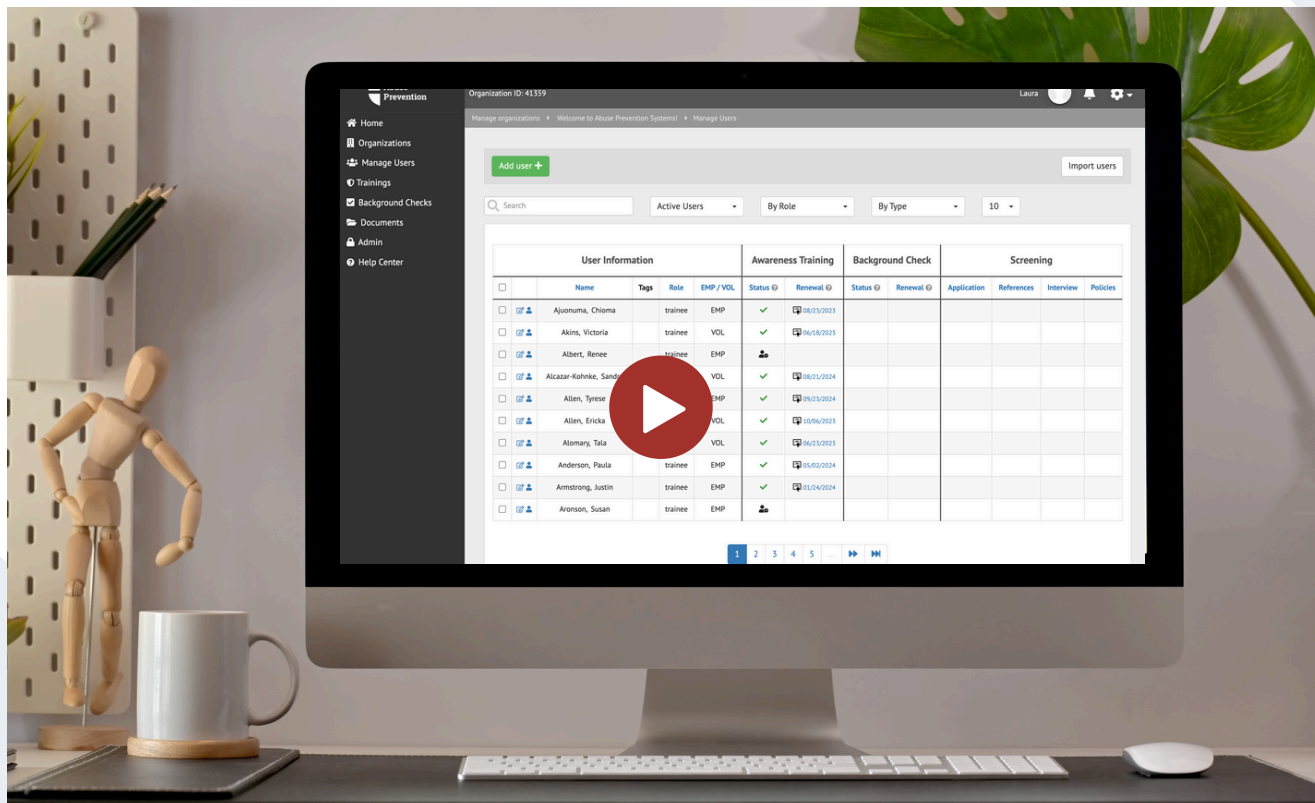 Prevention
Organization ID: 41359
Laura
Manage organizations
Welcome to Abuse Prevention Systems!
Manage Users
Home
Organizations
Manage Users
Trainings
Background Checks
Documents
Admin
Help Center
Add user
Import users
Search
Active Users
By Role
By Type
10
User Information Awareness Training Background Check Screening
Name Tags Role EMP / VOL Status Renewal Status Renewal Application References Interview Policies
Ajuonuma, Chioma trainee EMP 08/23/2023
Akins, Victoria trainee VOL 06/18/2023
Albert, Renee trainee EMP
Alcazar-Kohnke, VOL 08/21/2024
Allen, Tyrese EMP 09/25/2024
Allen, Ericka VOL 10/06/2023
Alomary, Tala VOL 06/23/2023
Anderson, Paula trainee EMP 05/02/2024
Armstrong, Justin trainee EMP 01/24/2024
Aronson, Susan trainee EMP
1 2 3 4 5 ...